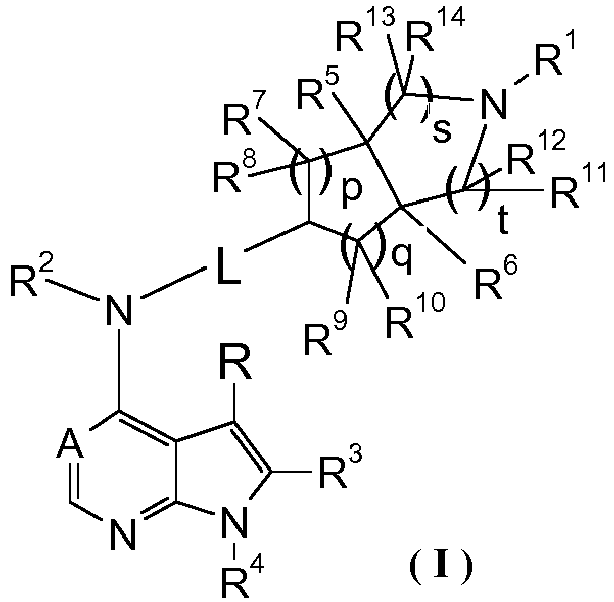 R¹³ R¹⁴
R¹
R⁵ ( ) N
R⁷ s
R¹²
R⁸ ( ) p ( ) R¹¹
t
L ( ) q
R² R⁶
N R⁹ R¹⁰
R
A
R³
N N
R⁴
( I )